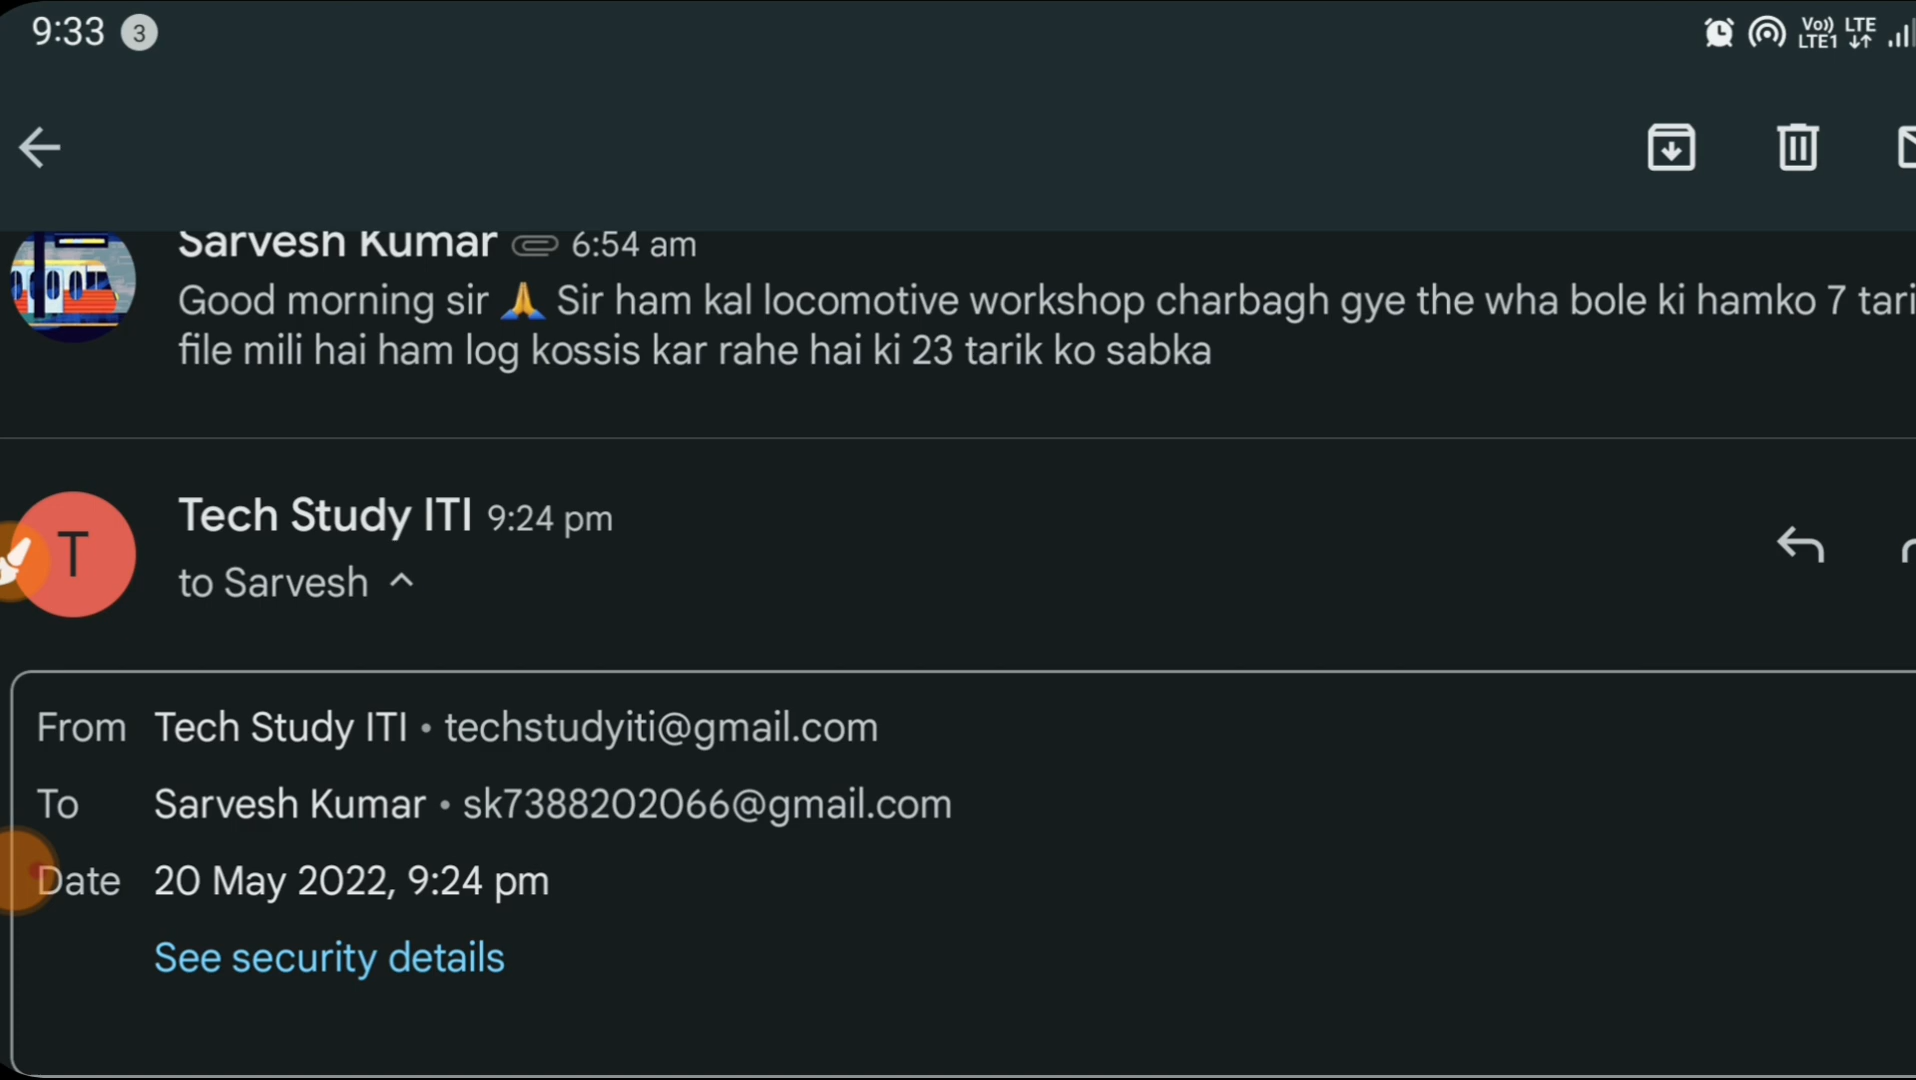 9:33 3 Vo)) LTE1 LTE
Sarvesh Kumar 6:54 am
Good morning sir 🙏 Sir ham kal locomotive workshop charbagh gye the wha bole ki hamko 7 tari
file mili hai ham log kossis kar rahe hai ki 23 tarik ko sabka
T Tech Study ITI 9:24 pm
to Sarvesh
From Tech Study ITI • techstudyiti@gmail.com
To Sarvesh Kumar • sk7388202066@gmail.com
Date 20 May 2022, 9:24 pm
See security details